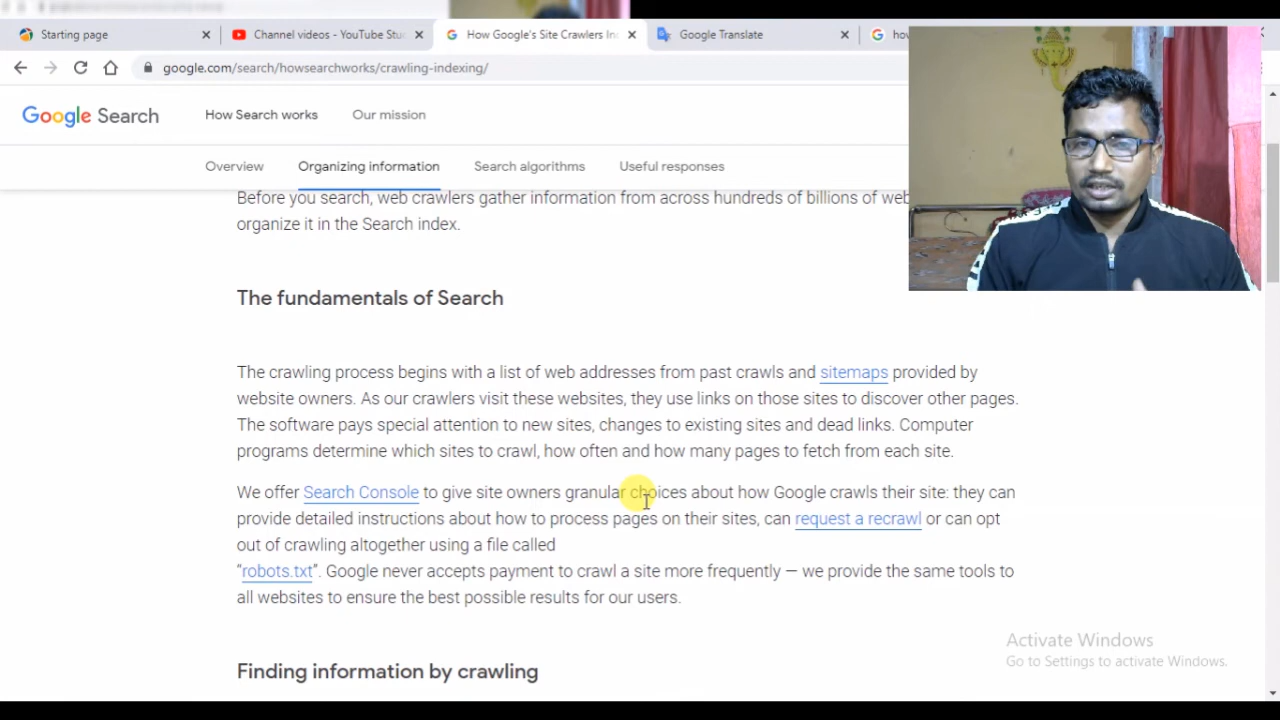 Starting page
Channel videos - YouTube Stu
How Google's Site Crawlers In
Google Translate
how
google.com/search/howsearchworks/crawling-indexing/
Google Search
How Search works
Our mission
Overview
Organizing information
Search algorithms
Useful responses
Before you search, web crawlers gather information from across hundreds of billions of web
organize it in the Search index.
The fundamentals of Search
The crawling process begins with a list of web addresses from past crawls and sitemaps provided by
website owners. As our crawlers visit these websites, they use links on those sites to discover other pages.
The software pays special attention to new sites, changes to existing sites and dead links. Computer
programs determine which sites to crawl, how often and how many pages to fetch from each site.
We offer Search Console to give site owners granular choices about how Google crawls their site: they can
provide detailed instructions about how to process pages on their sites, can request a recrawl or can opt
out of crawling altogether using a file called
“robots.txt”. Google never accepts payment to crawl a site more frequently — we provide the same tools to
all websites to ensure the best possible results for our users.
Finding information by crawling
Activate Windows
Go to Settings to activate Windows.